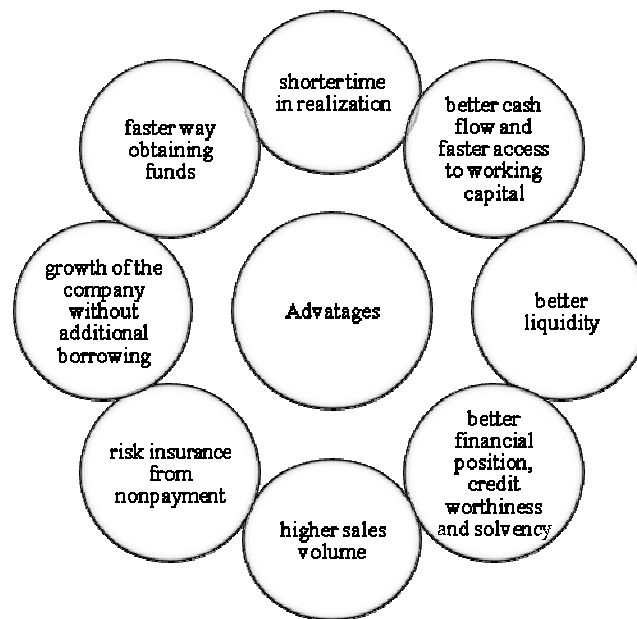 shorter time
in realization
better cash
flow and
faster access
to working
capital
better
liquidity
better
financial
position,
credit
worthiness
and solvency
higher sales
volume
risk insurance
from
nonpayment
growth of the
company
without
additional
borrowing
faster way
obtaining
funds
Advatages